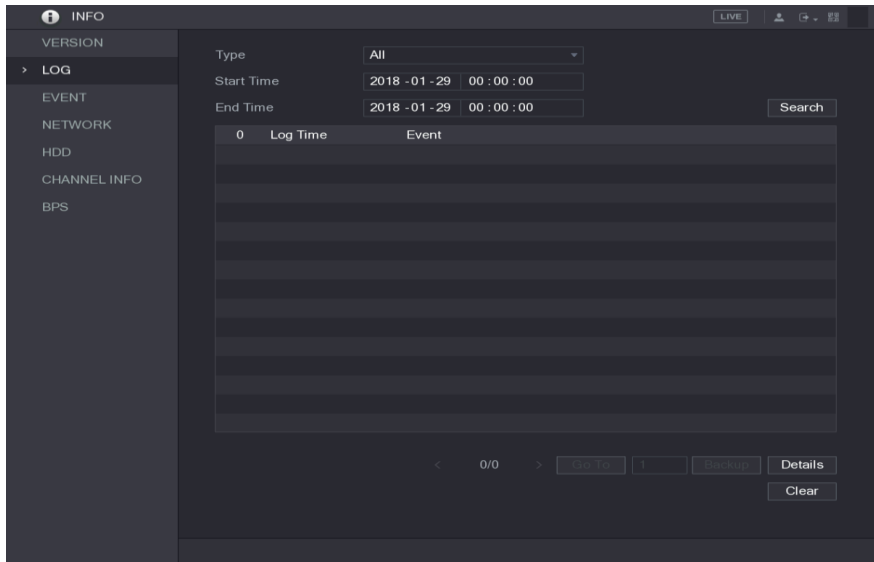 INFO
LIVE
VERSION
> LOG
EVENT
NETWORK
HDD
CHANNEL INFO
BPS
Type All
Start Time 2018 -01 -29 00 : 00 : 00
End Time 2018 -01 -29 00 : 00 : 00 Search
0 Log Time Event
< 0/0 > Go To 1 Backup Details
Clear